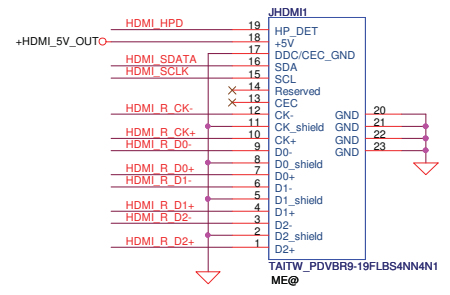 JHDMI1
HDMI_HPD 19 HP_DET
+HDMI_5V_OUT 18 +5V
17 DDC/CEC_GND
HDMI_SDATA 16 SDA
HDMI_SCLK 15 SCL
14 Reserved
13 CEC
HDMI_R_CK- 12 CK- GND 20
11 CK_shield GND 21
HDMI_R_CK+ 10 CK+ GND 22
HDMI_R_D0- 9 D0- GND 23
8 D0_shield
HDMI_R_D0+ 7 D0+
HDMI_R_D1- 6 D1-
5 D1_shield
HDMI_R_D1+ 4 D1+
HDMI_R_D2- 3 D2-
2 D2_shield
HDMI_R_D2+ 1 D2+
TAITW_PDVBR9-19FLBS4NN4N1
ME@